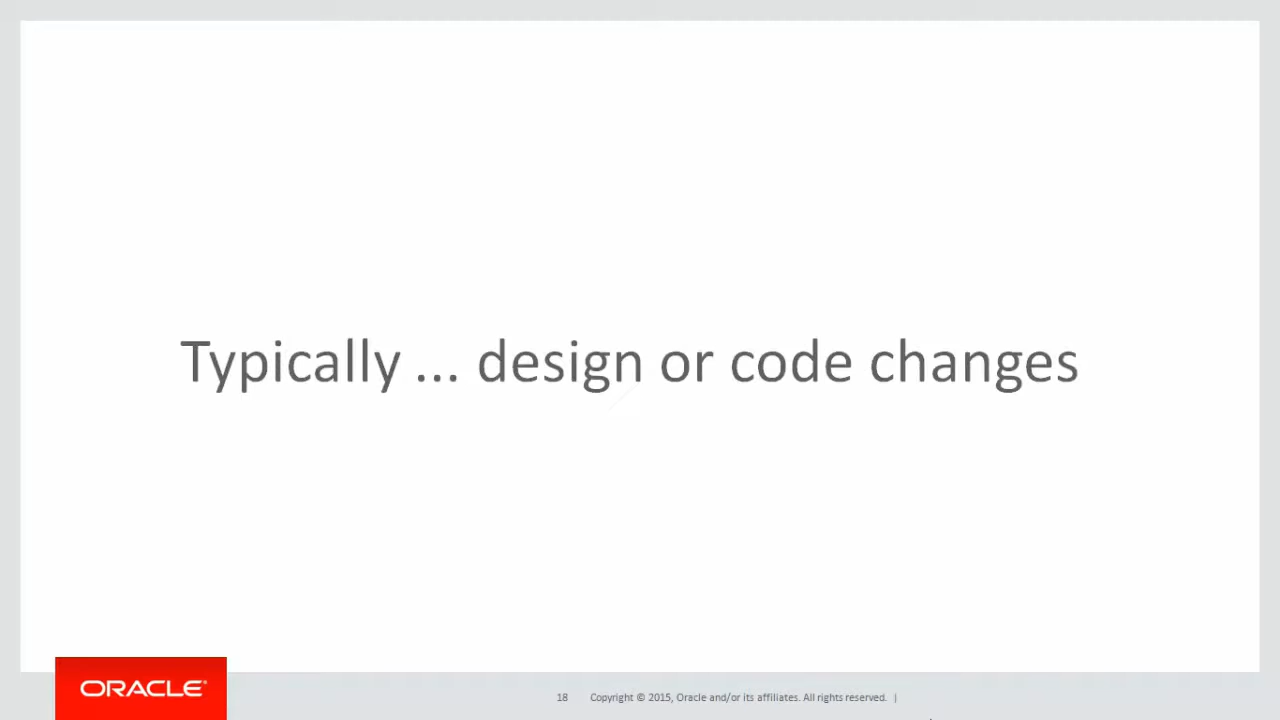 Typically ... design or code changes
ORACLE®
18 Copyright © 2015, Oracle and/or its affiliates. All rights reserved. |